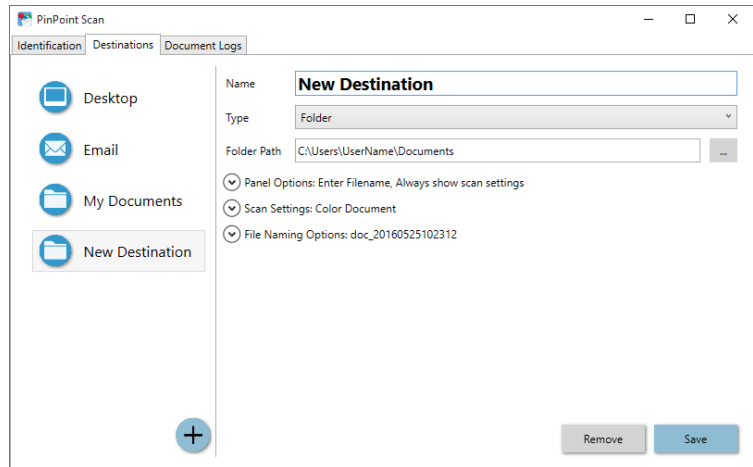 PinPoint Scan
Identification Destinations Document Logs
Desktop
Email
My Documents
New Destination
Name New Destination
Type Folder
Folder Path C:\Users\UserName\Documents ...
Panel Options: Enter Filename, Always show scan settings
Scan Settings: Color Document
File Naming Options: doc_20160525102312
Remove Save